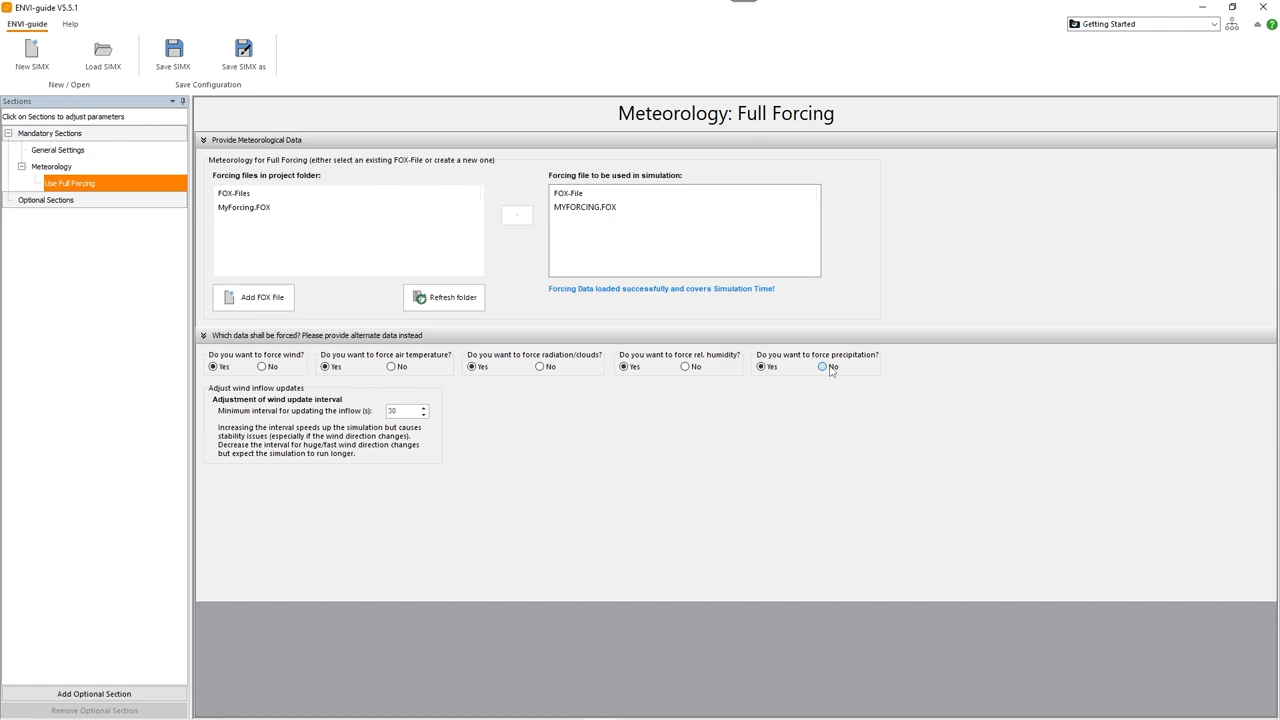 ENVI-guide V5.5.1
ENVI-guide Help
Getting Started
New SIMX Load SIMX Save SIMX Save SIMX as
New / Open Save Configuration
Sections
Click on Sections to adjust parameters
Mandatory Sections
General Settings
Meteorology
Use Full Forcing
Optional Sections
Add Optional Section
Remove Optional Section
Meteorology: Full Forcing
Provide Meteorological Data
Meteorology for Full Forcing (either select an existing FOX-File or create a new one)
Forcing files in project folder: Forcing file to be used in simulation:
FOX-Files FOX-File
MyForcing.FOX > MYFORCING.FOX
Forcing Data loaded successfully and covers Simulation Time!
Add FOX File Refresh folder
Which data shall be forced? Please provide alternate data instead
Do you want to force wind? Do you want to force air temperature? Do you want to force radiation/clouds? Do you want to force rel. humidity? Do you want to force precipitation?
Yes No Yes No Yes No Yes No Yes No
Adjust wind inflow updates
Adjustment of wind update interval
Minimum interval for updating the inflow (s): 30
Increasing the interval speeds up the simulation but causes
stability issues (especially if the wind direction changes).
Decrease the interval for huge/fast wind direction changes
but expect the simulation to run longer.